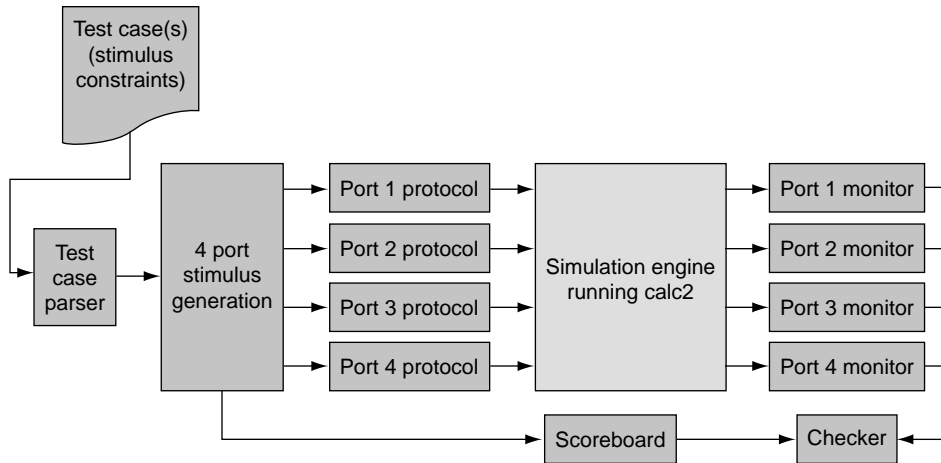 Test case(s)
(stimulus
constraints)
Test
case
parser
4 port
stimulus
generation
Port 1 protocol
Port 2 protocol
Port 3 protocol
Port 4 protocol
Simulation engine
running calc2
Port 1 monitor
Port 2 monitor
Port 3 monitor
Port 4 monitor
Scoreboard
Checker